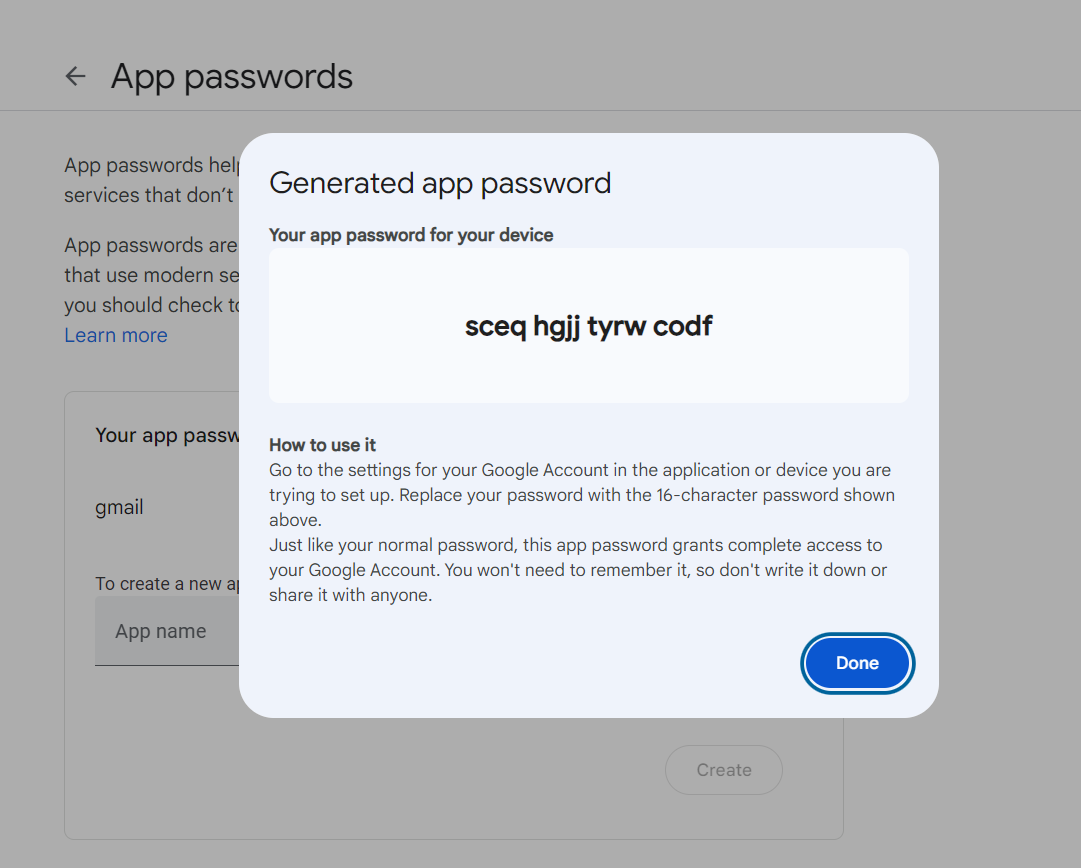 App passwords
App passwords help
services that don’t
App passwords are
that use modern se
you should check to
Learn more
Your app passw
gmail
To create a new ap
App name
Create
Generated app password
Your app password for your device
sceq hgjj tyrw codf
How to use it
Go to the settings for your Google Account in the application or device you are
trying to set up. Replace your password with the 16-character password shown
above.
Just like your normal password, this app password grants complete access to
your Google Account. You won't need to remember it, so don't write it down or
share it with anyone.
Done